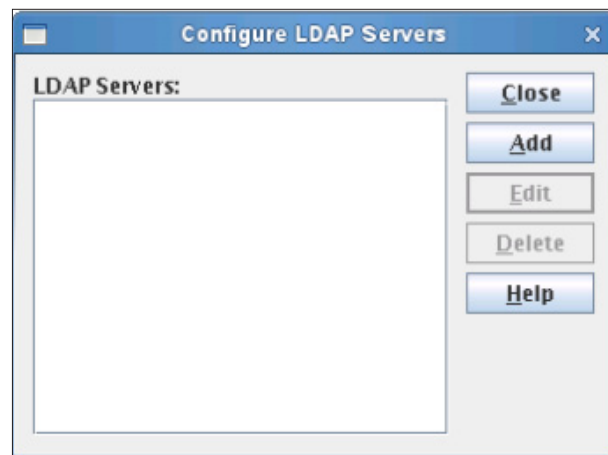 Configure LDAP Servers
LDAP Servers:
Close
Add
Edit
Delete
Help